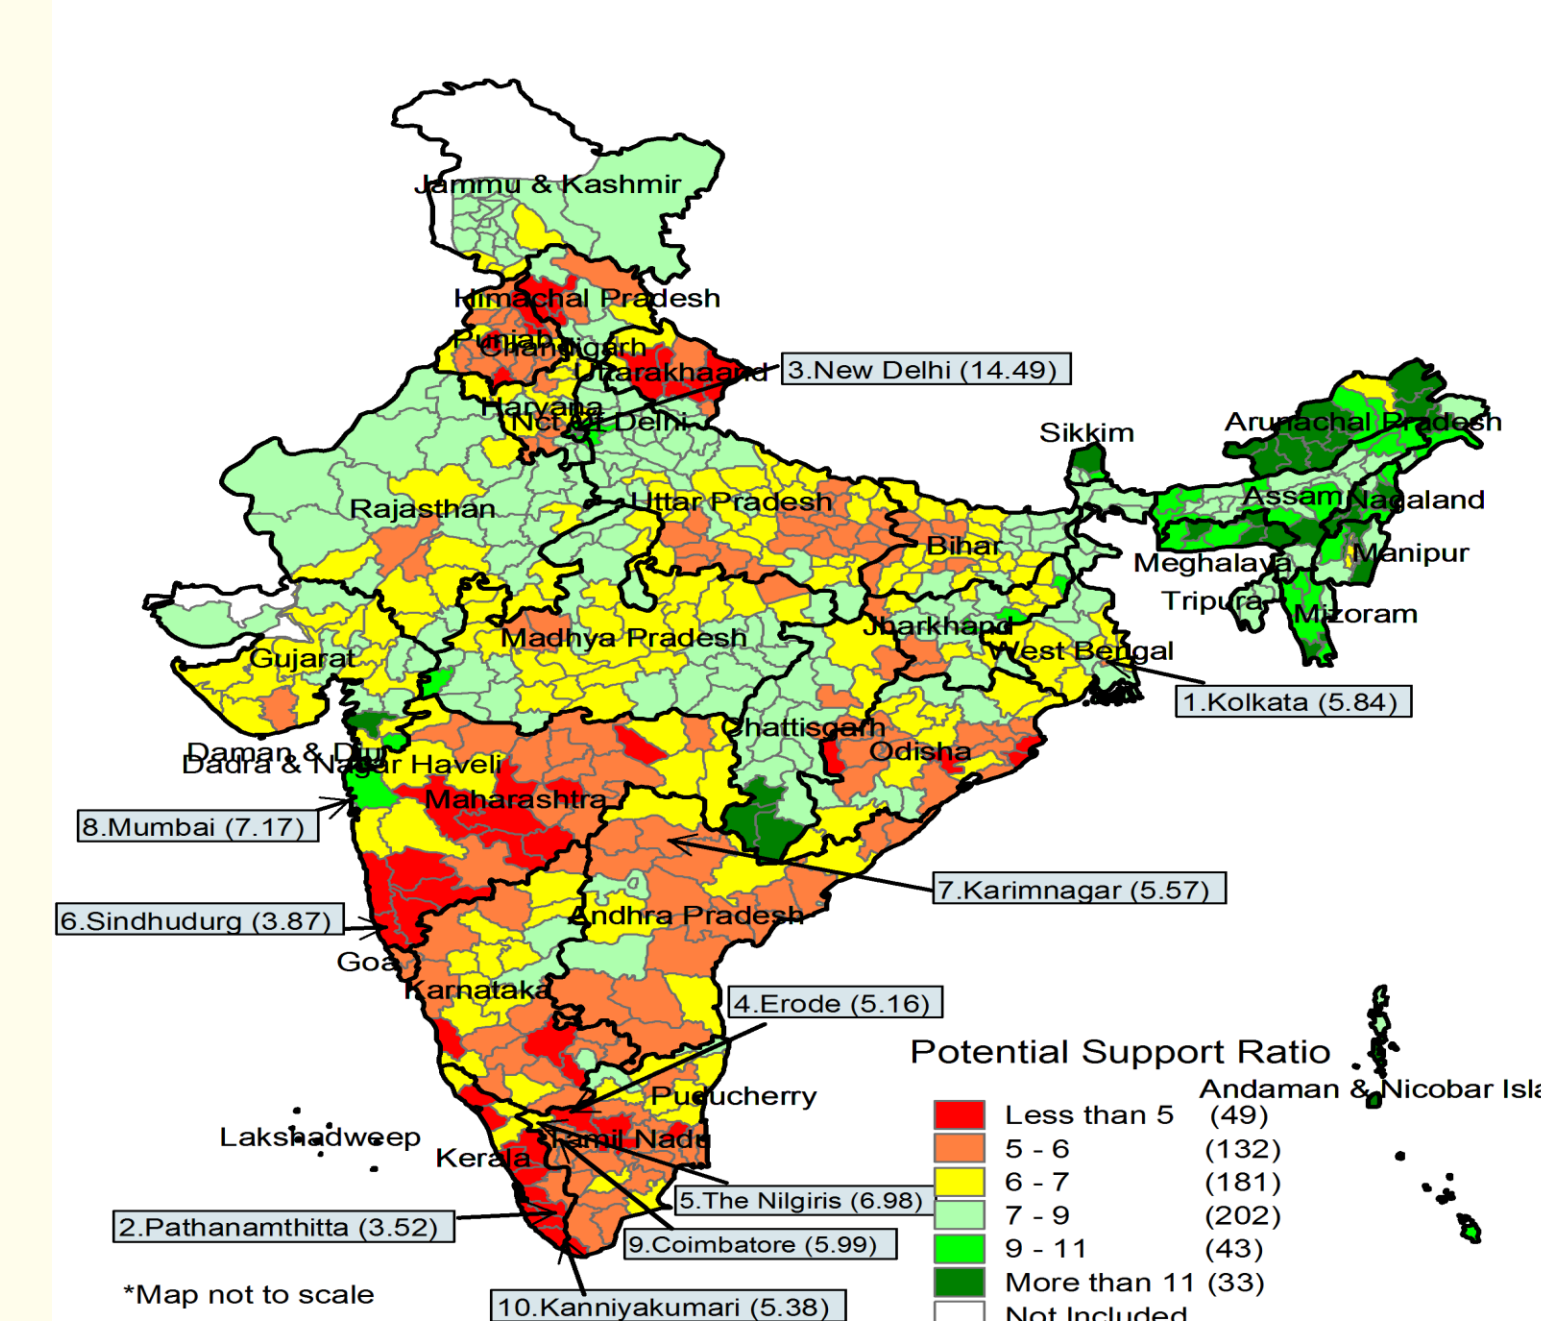 Jammu & Kashmir
Himachal Pradesh
Punjab
Chandigarh
Uttarakhaand
3.New Delhi (14.49)
Haryana
Nct Of Delhi
Sikkim
Arunachal Pradesh
Rajasthan
Uttar Pradesh
Assam
Nagaland
Bihar
Meghalaya
Manipur
Tripura
Mizoram
Gujarat
Madhya Pradesh
Jharkhand
West Bengal
1.Kolkata (5.84)
Chattisgarh
Odisha
Daman & Diu
Dadra & Nagar Haveli
Maharashtra
8.Mumbai (7.17)
7.Karimnagar (5.57)
6.Sindhudurg (3.87)
Andhra Pradesh
Goa
Karnataka
4.Erode (5.16)
Potential Support Ratio
Andaman & Nicobar Isla
Puducherry
Less than 5 (49)
Lakshadweep
Tamil Nadu
5 - 6 (132)
Kerala
6 - 7 (181)
5.The Nilgiris (6.98)
7 - 9 (202)
2.Pathanamthitta (3.52)
9.Coimbatore (5.99)
9 - 11 (43)
More than 11 (33)
*Map not to scale
10.Kanniyakumari (5.38)
Not Included